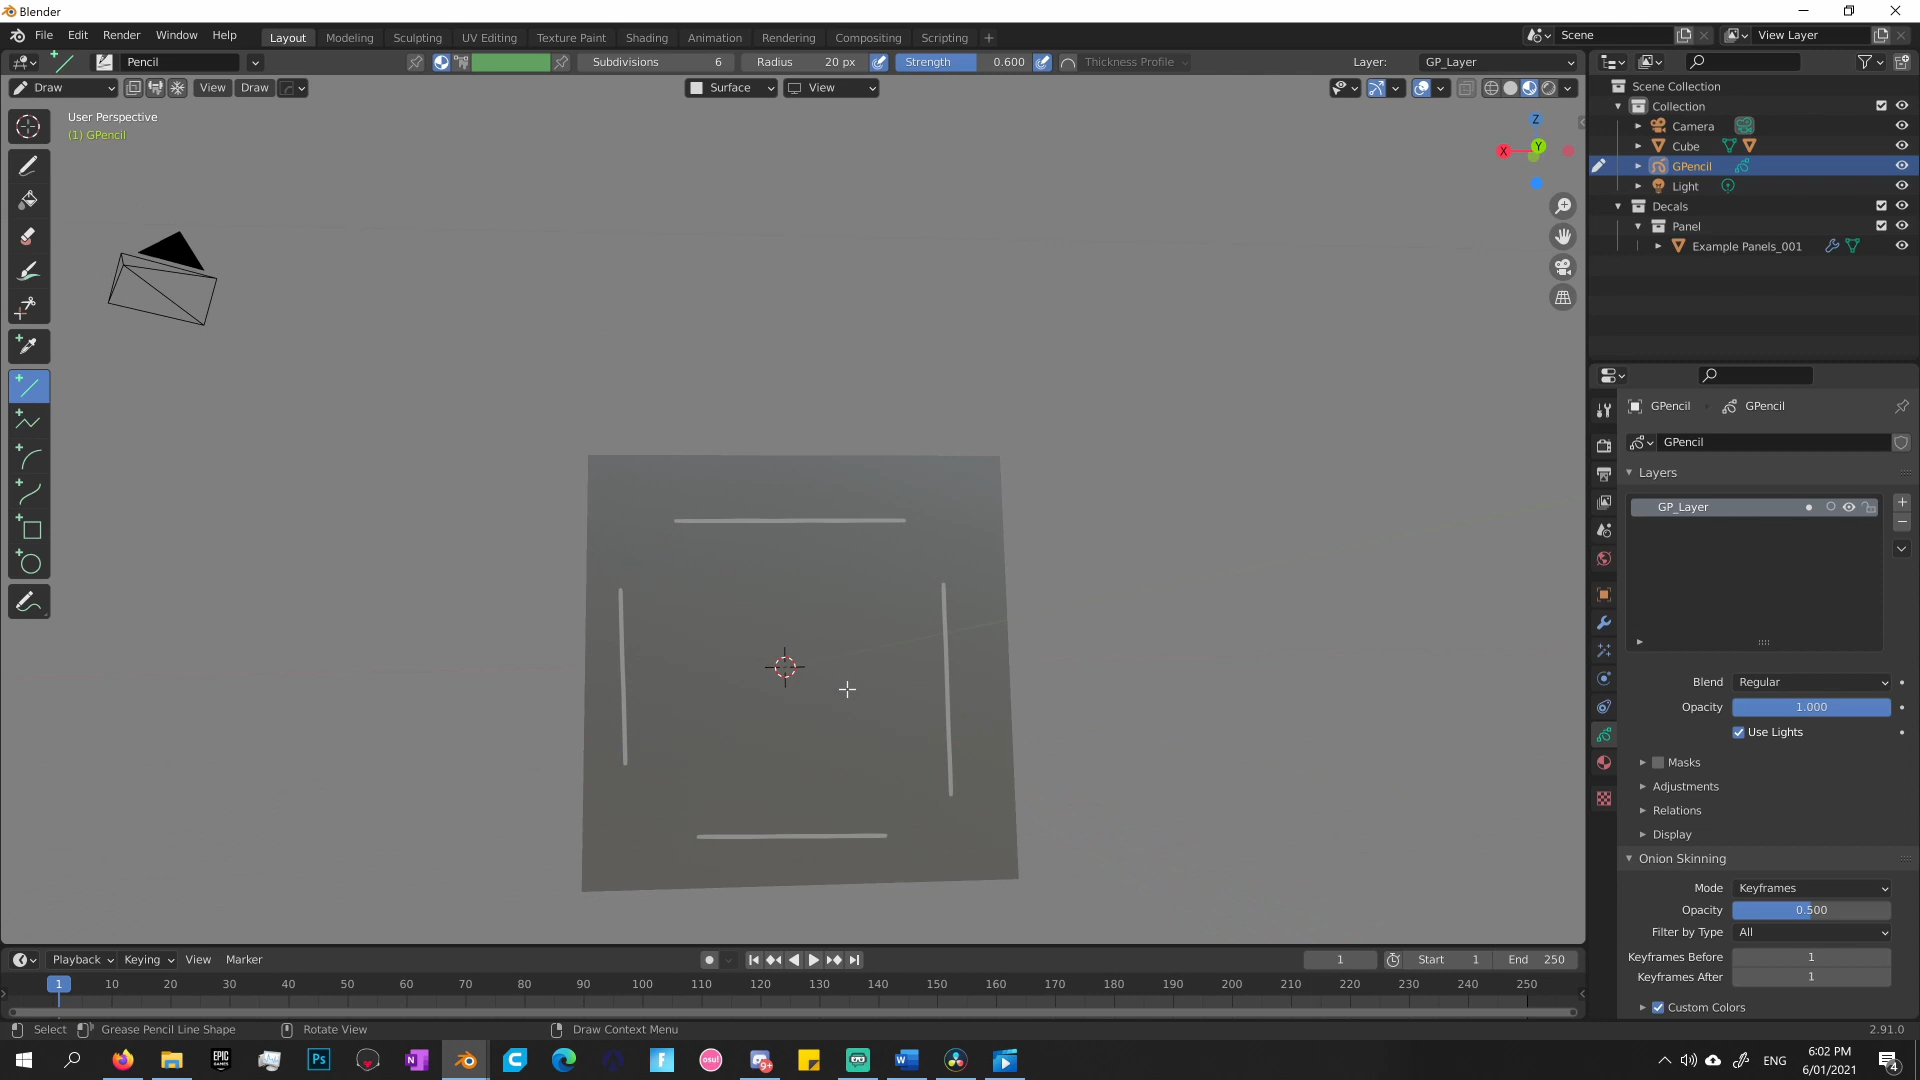 Blender
File Edit Render Window Help
Layout Modeling Sculpting UV Editing Texture Paint Shading Animation Rendering Compositing Scripting +
Scene View Layer
Pencil Subdivisions 6 Radius 20 px Strength 0.600 Thickness Profile Layer: GP_Layer
Draw View Draw Surface View
User Perspective
(1) GPencil
Z
X Y
Scene Collection
Collection
Camera
Cube
GPencil
Light
Decals
Panel
Example Panels_001
GPencil GPencil
GPencil
Layers
GP_Layer
Blend Regular
Opacity 1.000
Use Lights
Masks
Adjustments
Relations
Display
Onion Skinning
Mode Keyframes
Opacity 0.500
Filter by Type All
Keyframes Before 1
Keyframes After 1
Custom Colors
Playback Keying View Marker 1 Start 1 End 250
1 10 20 30 40 50 60 70 80 90 100 110 120 130 140 150 160 170 180 190 200 210 220 230 240 250
Select Grease Pencil Line Shape Rotate View Draw Context Menu 2.91.0
EPIC GAMES Ps N osu! 9+ W ENG 6:02 PM
6/01/2021 4